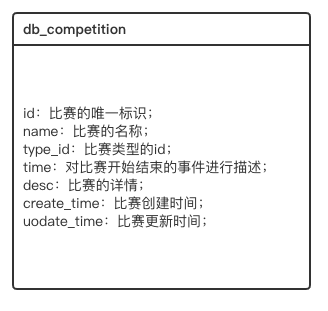 db_competition
id：比赛的唯一标识；
name：比赛的名称；
type_id：比赛类型的id；
time：对比赛开始结束的事件进行描述；
desc：比赛的详情；
create_time：比赛创建时间；
uodate_time：比赛更新时间；